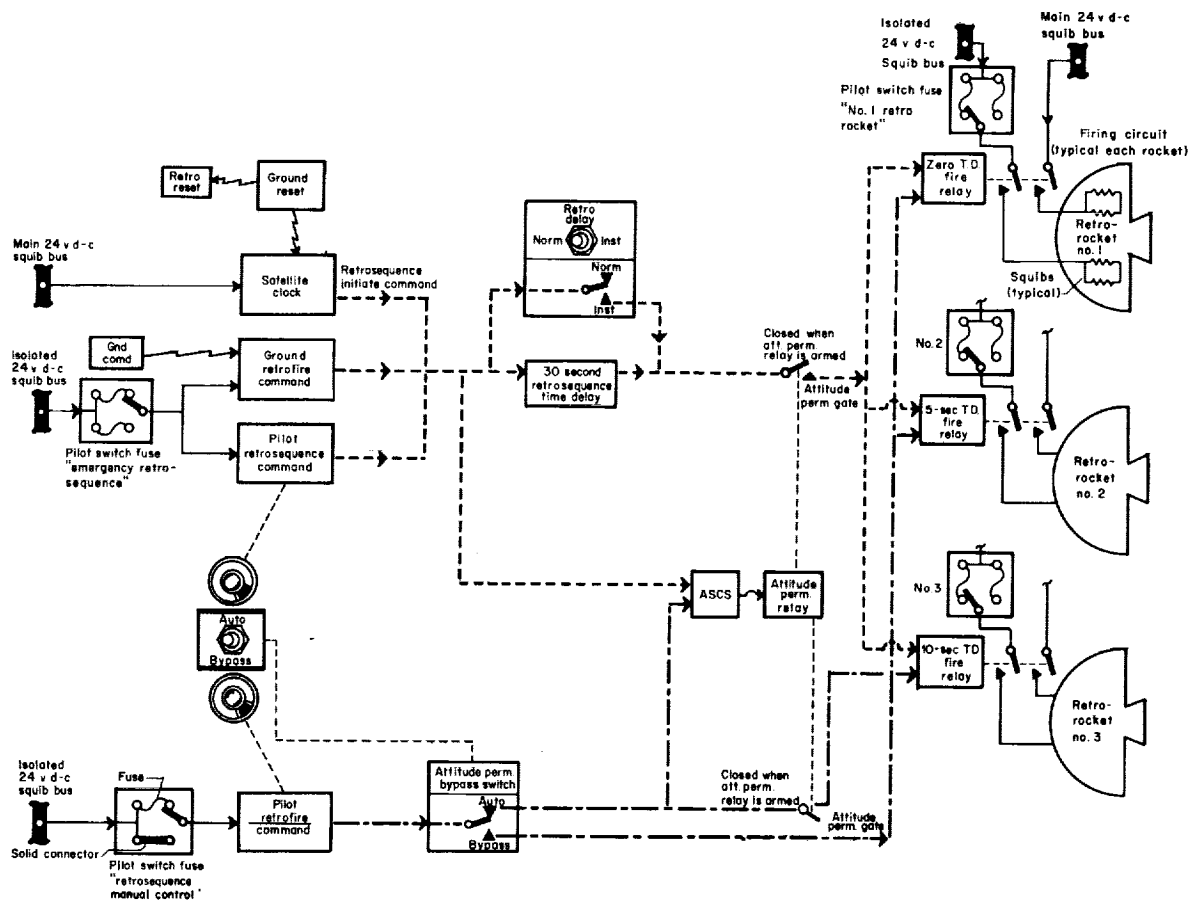 Isolated
24 v d-c
Squib bus
Main 24 v d-c
squib bus
Pilot switch fuse
"No. 1 retro
rocket"
Firing circuit
(typical each rocket)
Zero T.D.
fire
relay
Retro-
rocket
no. 1
Squibs
(typical)
Retro
reset
Ground
reset
Main 24 v d-c
squib bus
Satellite
clock
Retrosequence
initiate command
Retro
delay
Norm
Inst
Norm
Inst
Gnd
comd
Isolated
24 v d-c
squib bus
Ground
retrofire
command
30 second
retrosequence
time delay
Closed when
att. perm.
relay is armed
Attitude
perm gate
Pilot switch fuse
"emergency retro-
sequence"
Pilot
retrosequence
command
No. 2
5-sec T.D.
fire
relay
Retro-
rocket
no. 2
ASCS
Attitude
perm.
relay
No. 3
10-sec TD
fire
relay
Retro-
rocket
no. 3
Auto
Bypass
Isolated
24 v d-c
squib bus
Fuse
Solid connector
Pilot switch fuse
"retrosequence
manual control'
Pilot
retrofire
command
Attitude perm.
bypass switch
Auto
Bypass
Closed when
att. perm.
relay is armed
Attitude
perm. gate